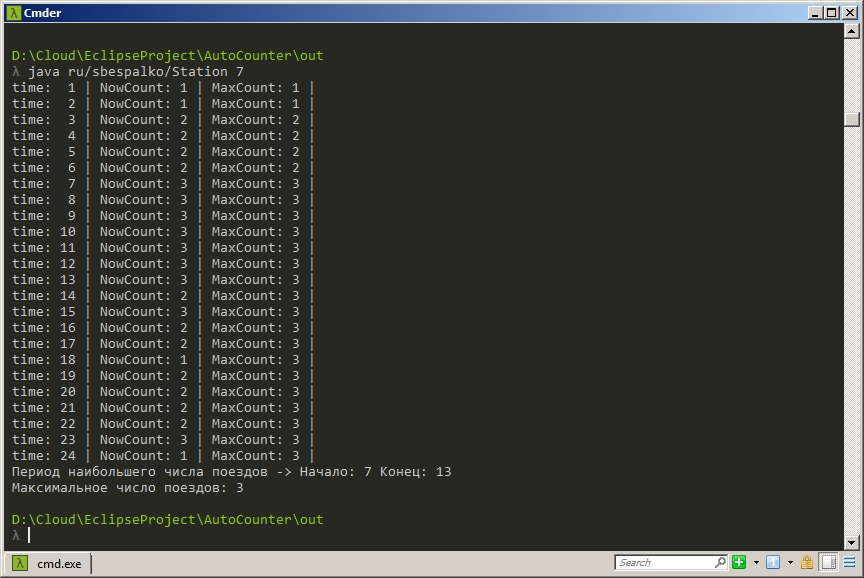 Cmder
D:\Cloud\EclipseProject\AutoCounter\out
λ java ru/sbespalko/Station 7
time:  1 | NowCount: 1 | MaxCount: 1 |
time:  2 | NowCount: 1 | MaxCount: 1 |
time:  3 | NowCount: 2 | MaxCount: 2 |
time:  4 | NowCount: 2 | MaxCount: 2 |
time:  5 | NowCount: 2 | MaxCount: 2 |
time:  6 | NowCount: 2 | MaxCount: 2 |
time:  7 | NowCount: 3 | MaxCount: 3 |
time:  8 | NowCount: 3 | MaxCount: 3 |
time:  9 | NowCount: 3 | MaxCount: 3 |
time: 10 | NowCount: 3 | MaxCount: 3 |
time: 11 | NowCount: 3 | MaxCount: 3 |
time: 12 | NowCount: 3 | MaxCount: 3 |
time: 13 | NowCount: 3 | MaxCount: 3 |
time: 14 | NowCount: 2 | MaxCount: 3 |
time: 15 | NowCount: 3 | MaxCount: 3 |
time: 16 | NowCount: 2 | MaxCount: 3 |
time: 17 | NowCount: 2 | MaxCount: 3 |
time: 18 | NowCount: 1 | MaxCount: 3 |
time: 19 | NowCount: 2 | MaxCount: 3 |
time: 20 | NowCount: 2 | MaxCount: 3 |
time: 21 | NowCount: 2 | MaxCount: 3 |
time: 22 | NowCount: 2 | MaxCount: 3 |
time: 23 | NowCount: 3 | MaxCount: 3 |
time: 24 | NowCount: 1 | MaxCount: 3 |
Период наибольшего числа поездов -> Начало: 7 Конец: 13
Максимальное число поездов: 3
D:\Cloud\EclipseProject\AutoCounter\out
λ
λ cmd.exe
Search